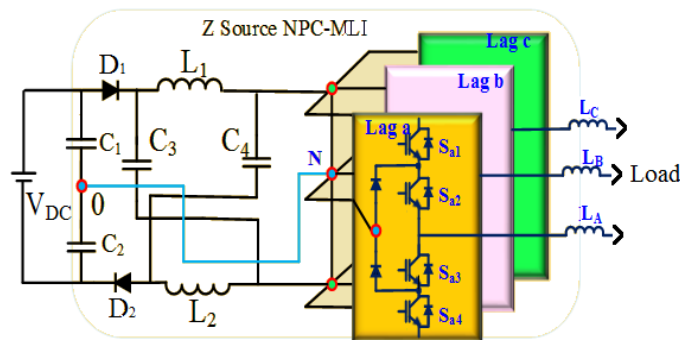 Z Source NPC-MLI
Lag c
D1
L1
Lag b
LC
C1
C3
C4
Lag a
Sa1
N
LB
Load
VDC
0
Sa2
LA
C2
Sa3
D2
L2
Sa4